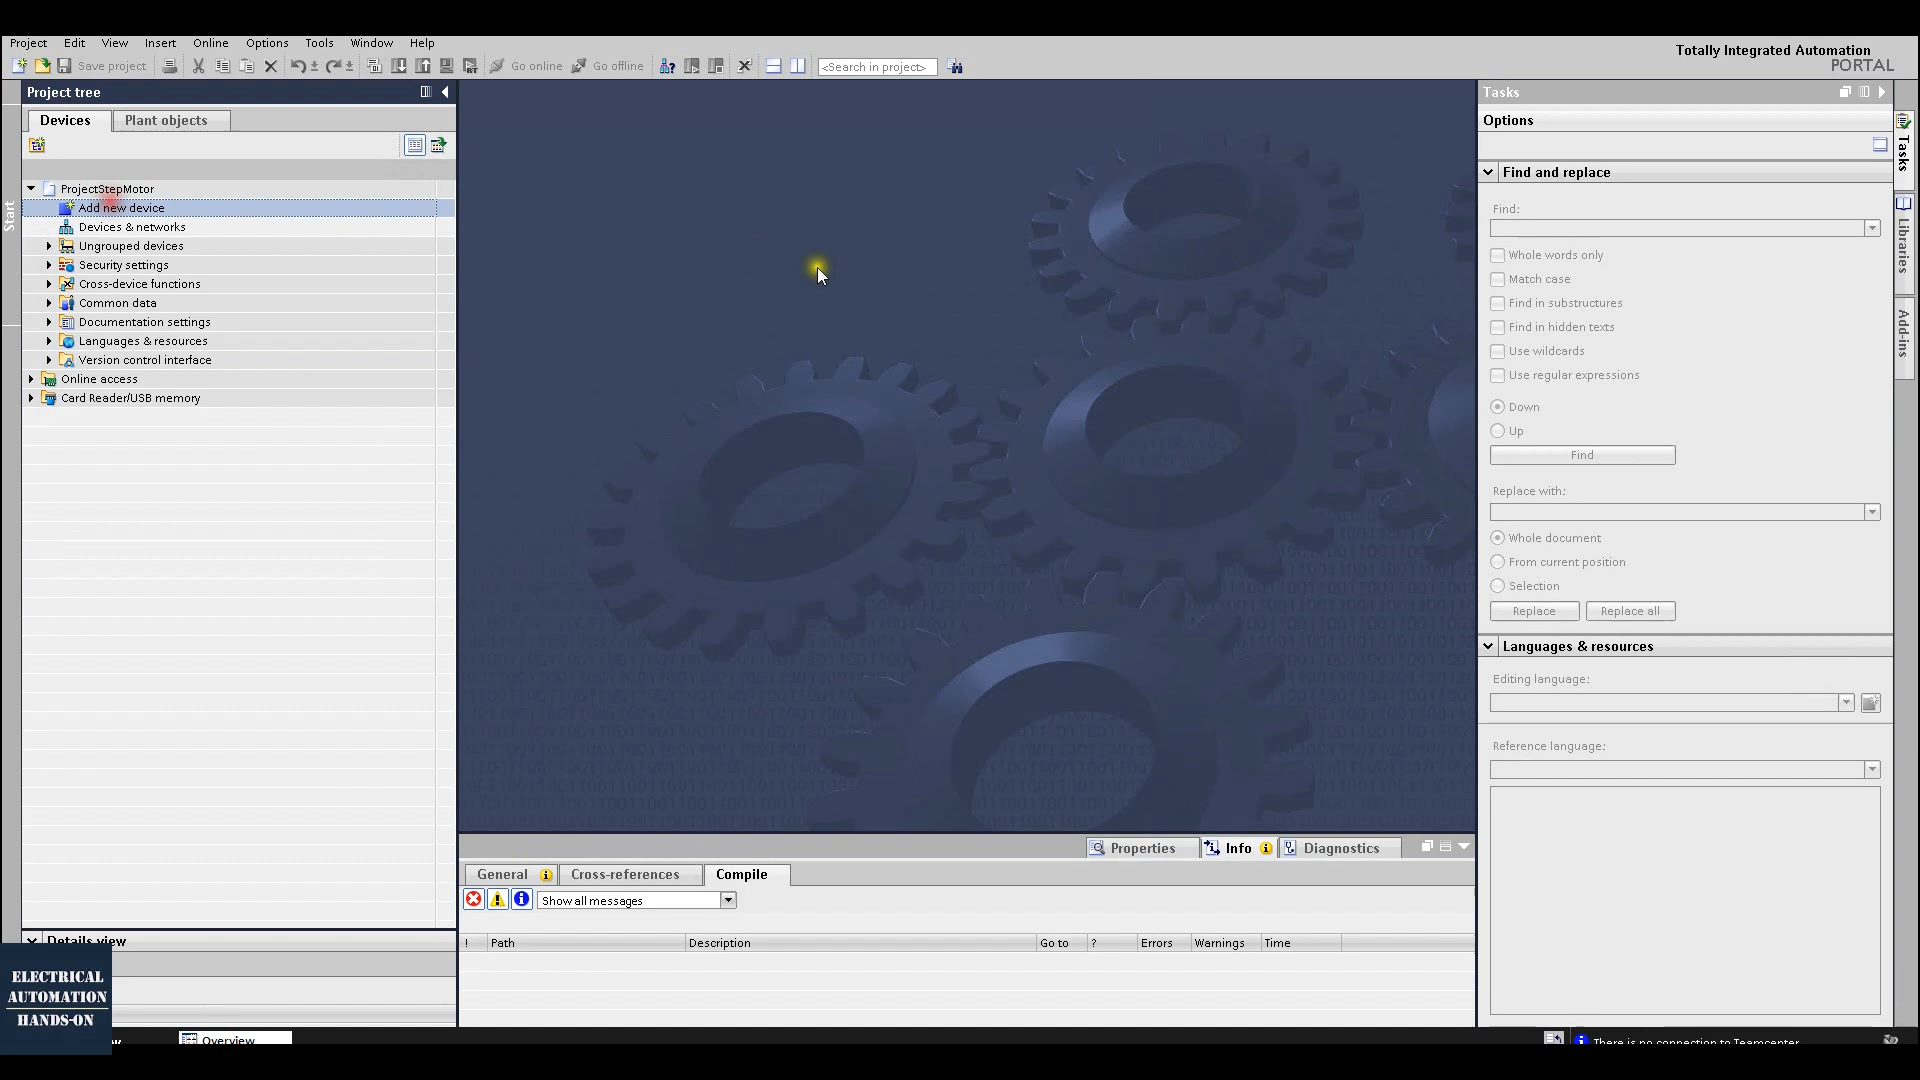 Project Edit View Insert Online Options Tools Window Help
Totally Integrated Automation
PORTAL
Save project Go online Go offline <Search in project>
Project tree
Devices Plant objects
ProjectStepMotor
Add new device
Devices & networks
Ungrouped devices
Security settings
Cross-device functions
Common data
Documentation settings
Languages & resources
Version control interface
Online access
Card Reader/USB memory
Start
Details view
ELECTRICAL
AUTOMATION
HANDS-ON
Overview
Properties Info Diagnostics
General Cross-references Compile
Show all messages
! Path Description Go to ? Errors Warnings Time
Tasks
Options
Find and replace
Find:
Whole words only
Match case
Find in substructures
Find in hidden texts
Use wildcards
Use regular expressions
Down
Up
Find
Replace with:
Whole document
From current position
Selection
Replace Replace all
Languages & resources
Editing language:
Reference language:
Tasks
Libraries
Add-ins
There is no connection to Teamcenter